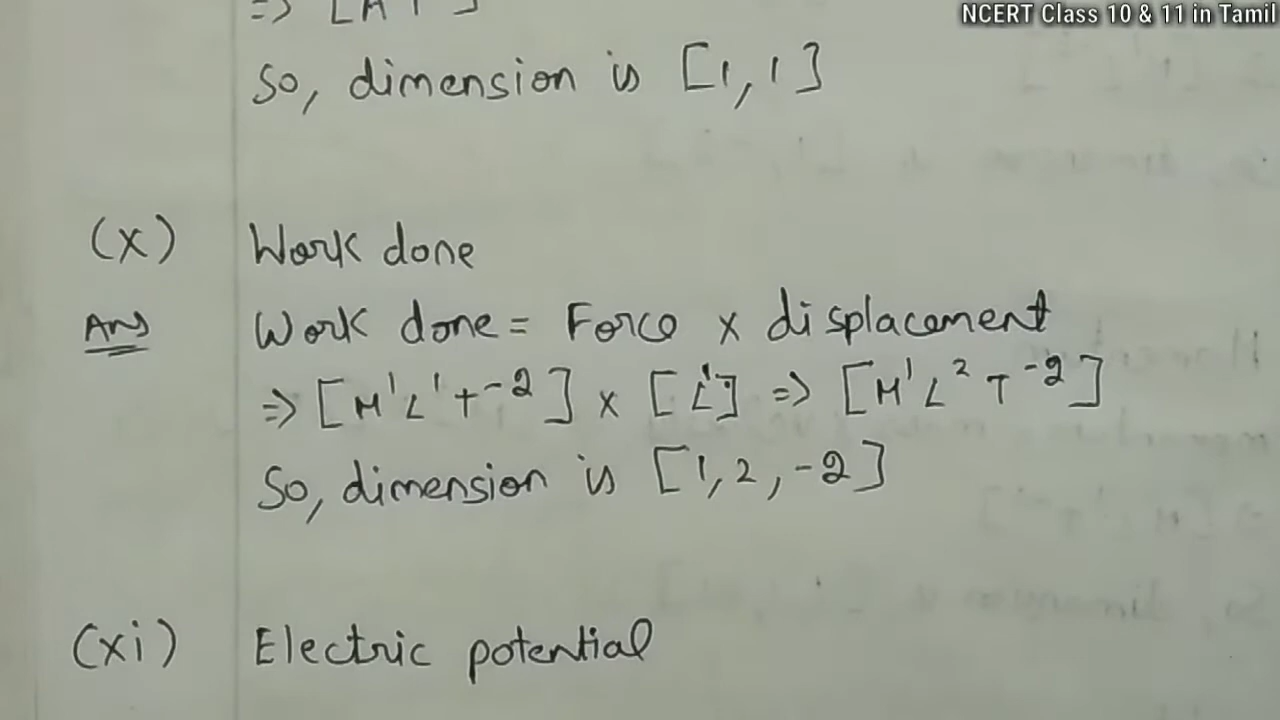 NCERT Class 10 & 11 in Tamil
So, dimension is [1, 1]
(x) Work done
Ans Work done = Force x displacement
=> [M¹L¹T⁻²] x [L¹] => [M¹L²T⁻²]
So, dimension is [1, 2, -2]
(xi) Electric potential